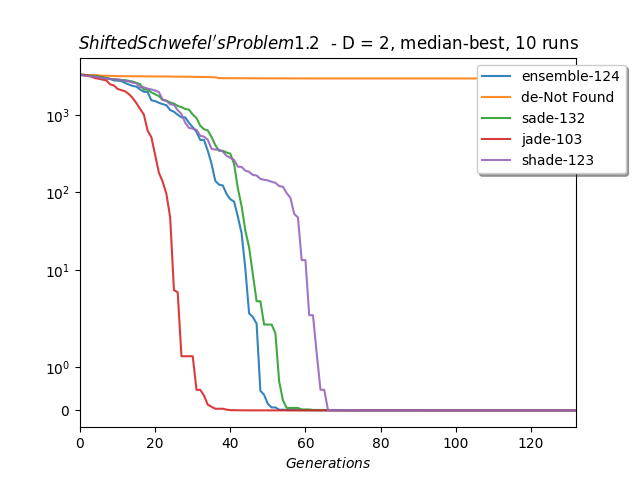 ShiftedSchwefel'sProblem1.2 - D = 2, median-best, 10 runs
ensemble-124
de-Not Found
sade-132
jade-103
shade-123
10³
10²
10¹
10⁰
0
0 20 40 60 80 100 120
Generations